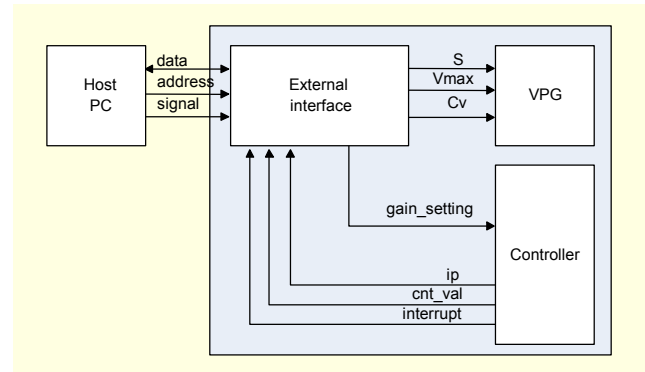 data
address
signal
Host
PC
External
interface
S
Vmax
Cv
VPG
gain_setting
Controller
ip
cnt_val
interrupt